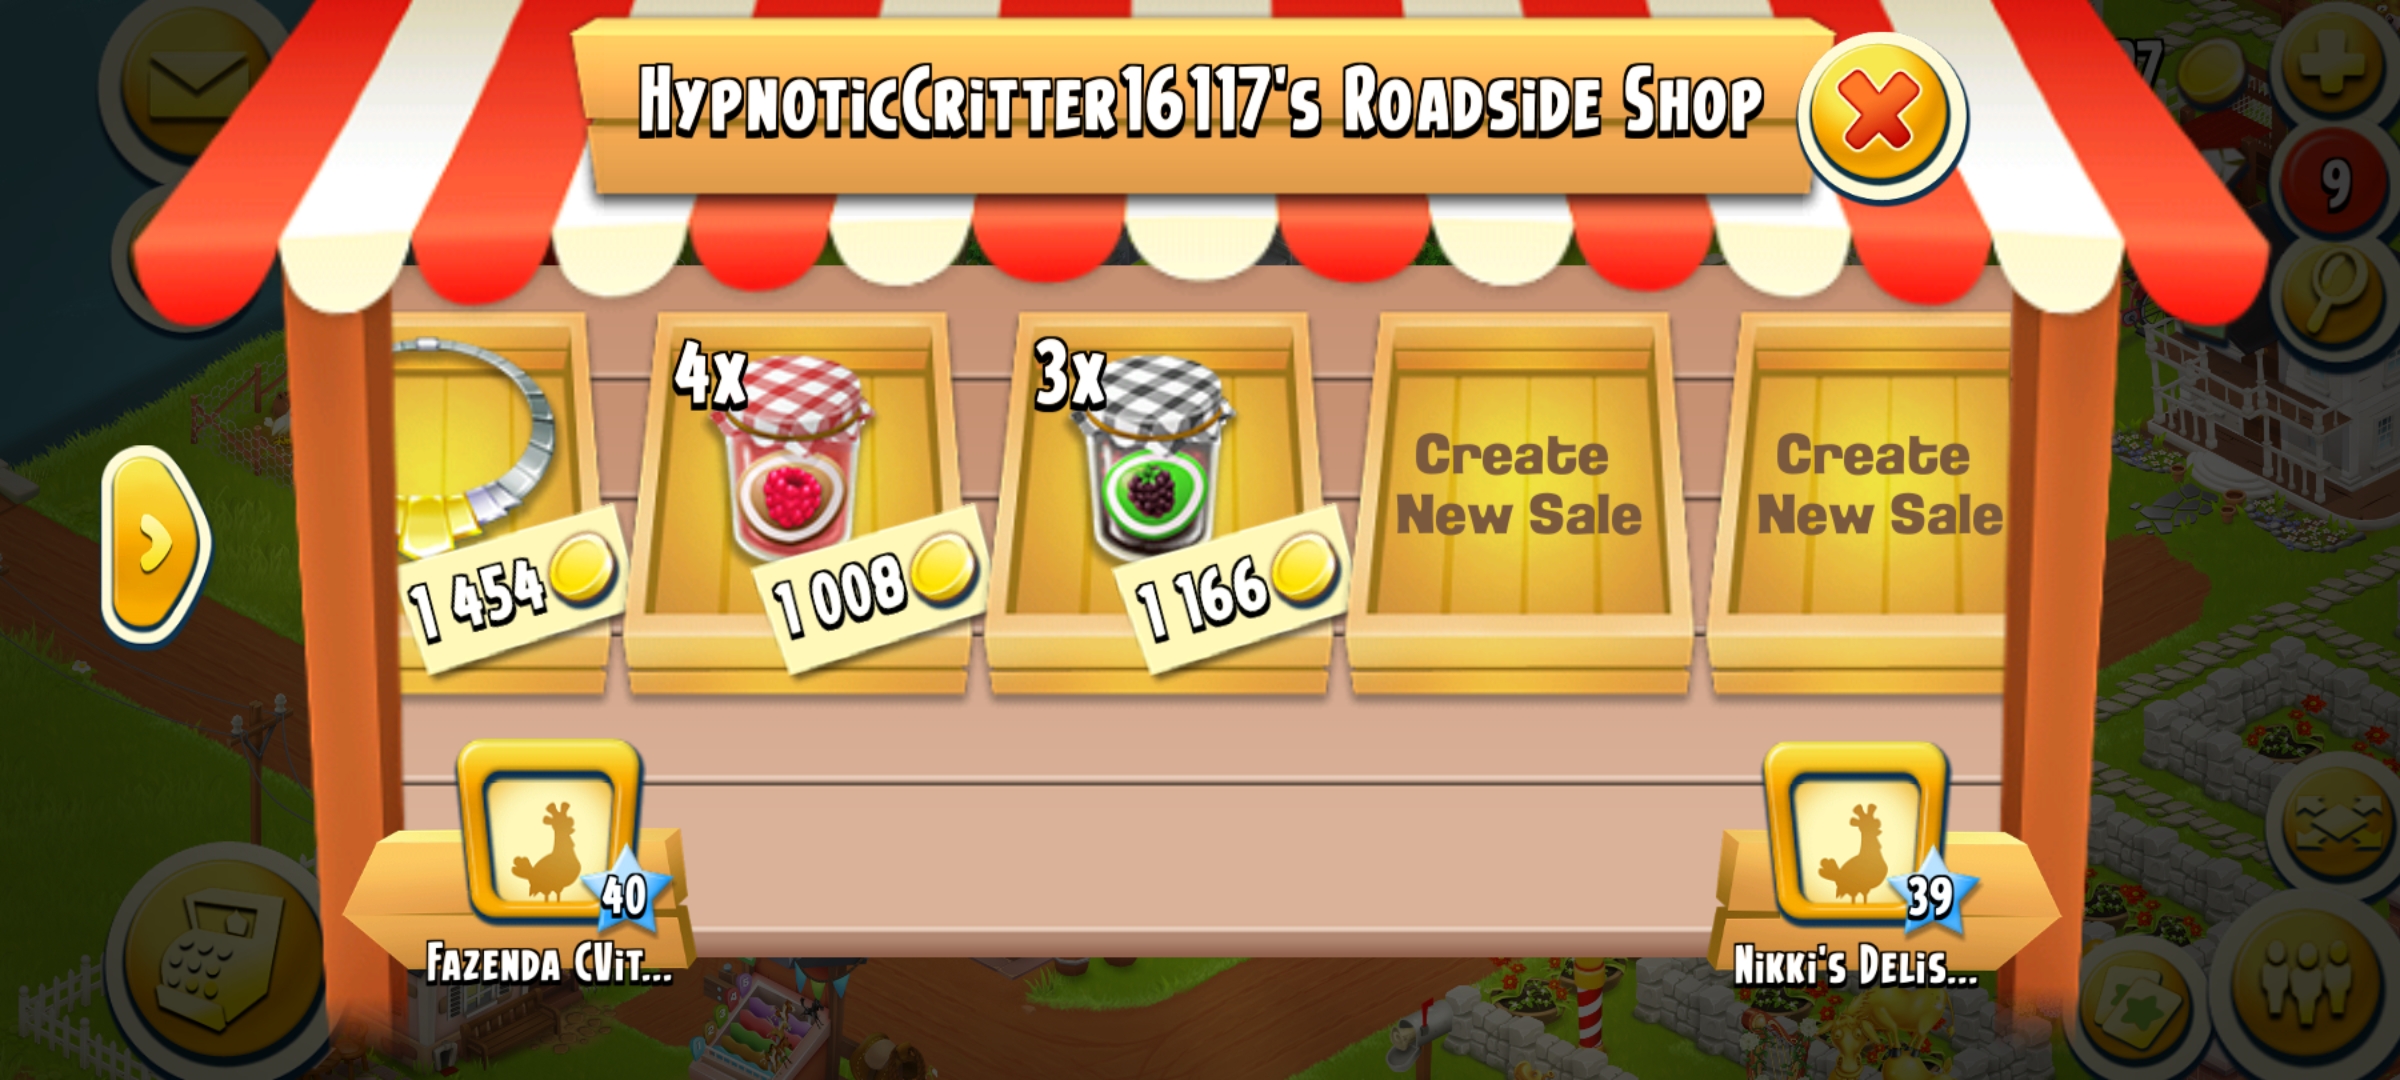 HypnoticCritter16117's Roadside Shop
9
4x
3x
1 454
1 008
1 166
Create
New Sale
Create
New Sale
40
Fazenda CVit...
39
Nikki's Delis...